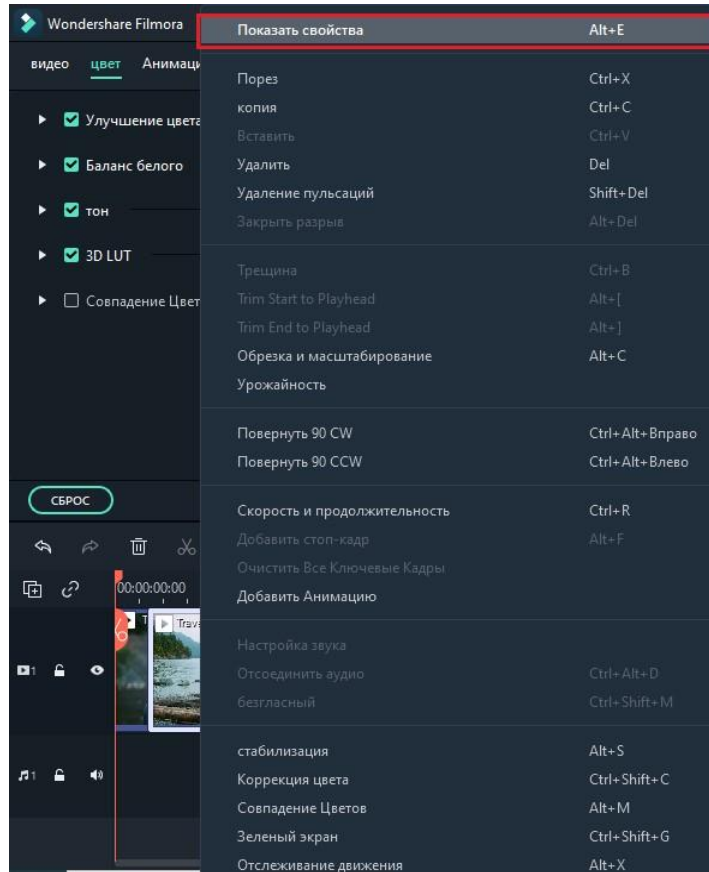 Wondershare Filmora
видео цвет Анимаци
Улучшение цвета
Баланс белого
тон
3D LUT
Совпадение Цвет
СБРОС
00:00:00:00
Trave
1
1
Показать свойства Alt+E
Порез Ctrl+X
копия Ctrl+C
Вставить Ctrl+V
Удалить Del
Удаление пульсаций Shift+Del
Закрыть разрыв Alt+Del
Трещина Ctrl+B
Trim Start to Playhead Alt+[
Trim End to Playhead Alt+]
Обрезка и масштабирование Alt+C
Урожайность
Повернуть 90 CW Ctrl+Alt+Вправо
Повернуть 90 CCW Ctrl+Alt+Влево
Скорость и продолжительность Ctrl+R
Добавить стоп-кадр Alt+F
Очистить Все Ключевые Кадры
Добавить Анимацию
Настройка звука
Отсоединить аудио Ctrl+Alt+D
безгласный Ctrl+Shift+M
стабилизация Alt+S
Коррекция цвета Ctrl+Shift+C
Совпадение Цветов Alt+M
Зеленый экран Ctrl+Shift+G
Отслеживание движения Alt+X